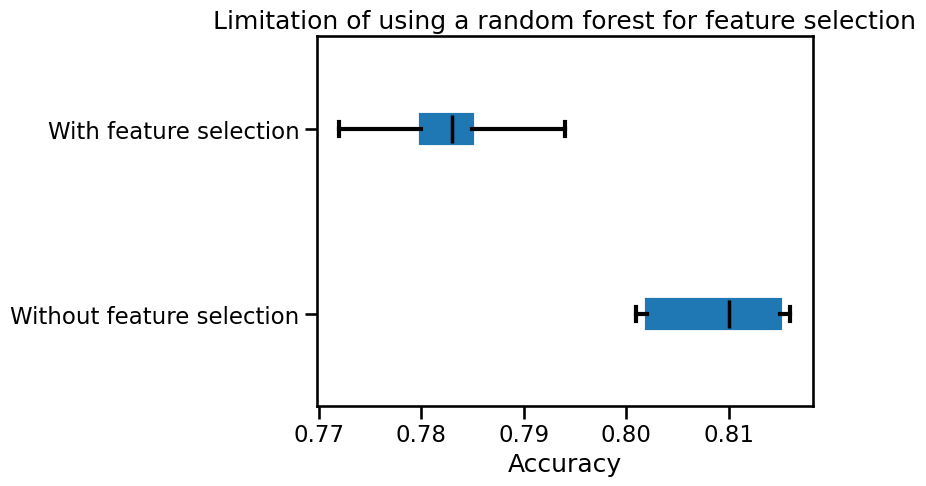 Limitation of using a random forest for feature selection
With feature selection
Without feature selection
0.77 0.78 0.79 0.80 0.81
Accuracy